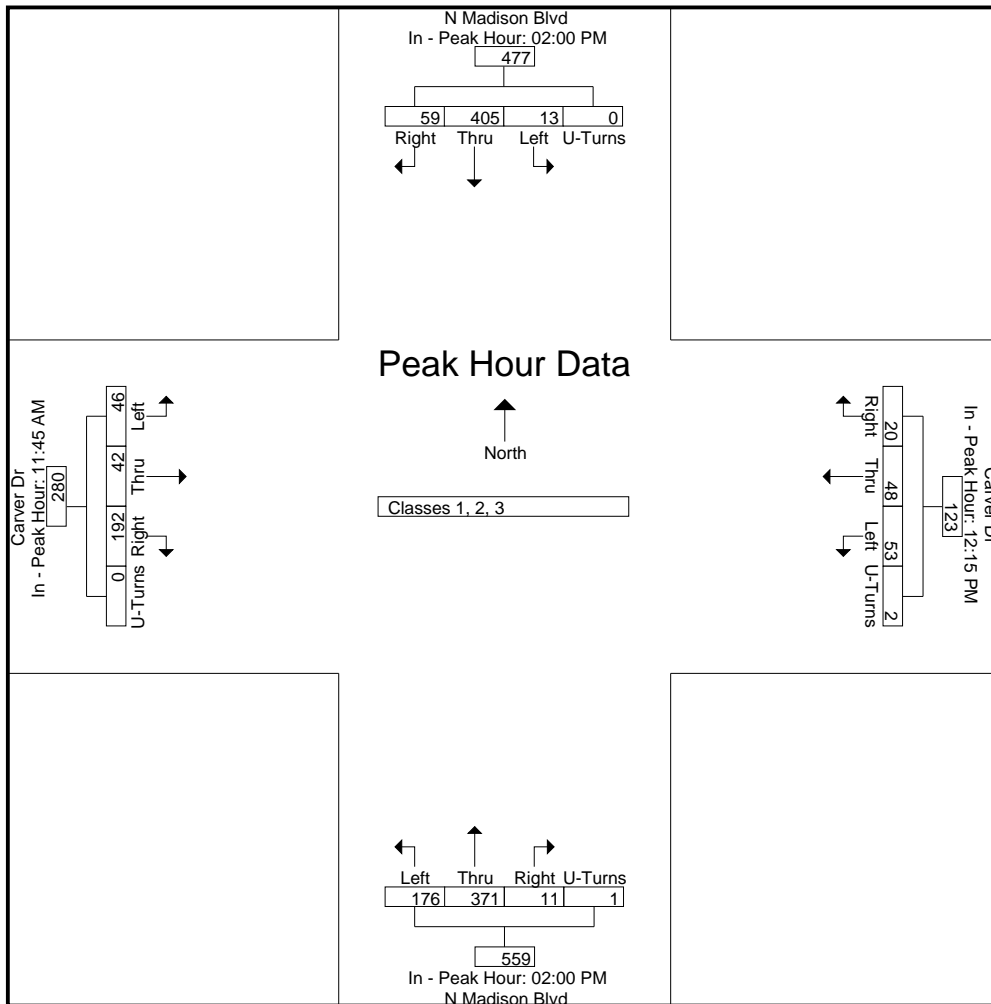 N Madison Blvd
In - Peak Hour: 02:00 PM
477
59 405 13 0
Right Thru Left U-Turns
Peak Hour Data
North
Classes 1, 2, 3
Carver Dr
In - Peak Hour: 11:45 AM
280
46 42 192 0
Left Thru Right U-Turns
Carver Dr
In - Peak Hour: 12:15 PM
123
20 48 53 2
Right Thru Left U-Turns
Left Thru Right U-Turns
176 371 11 1
559
In - Peak Hour: 02:00 PM
N Madison Blvd